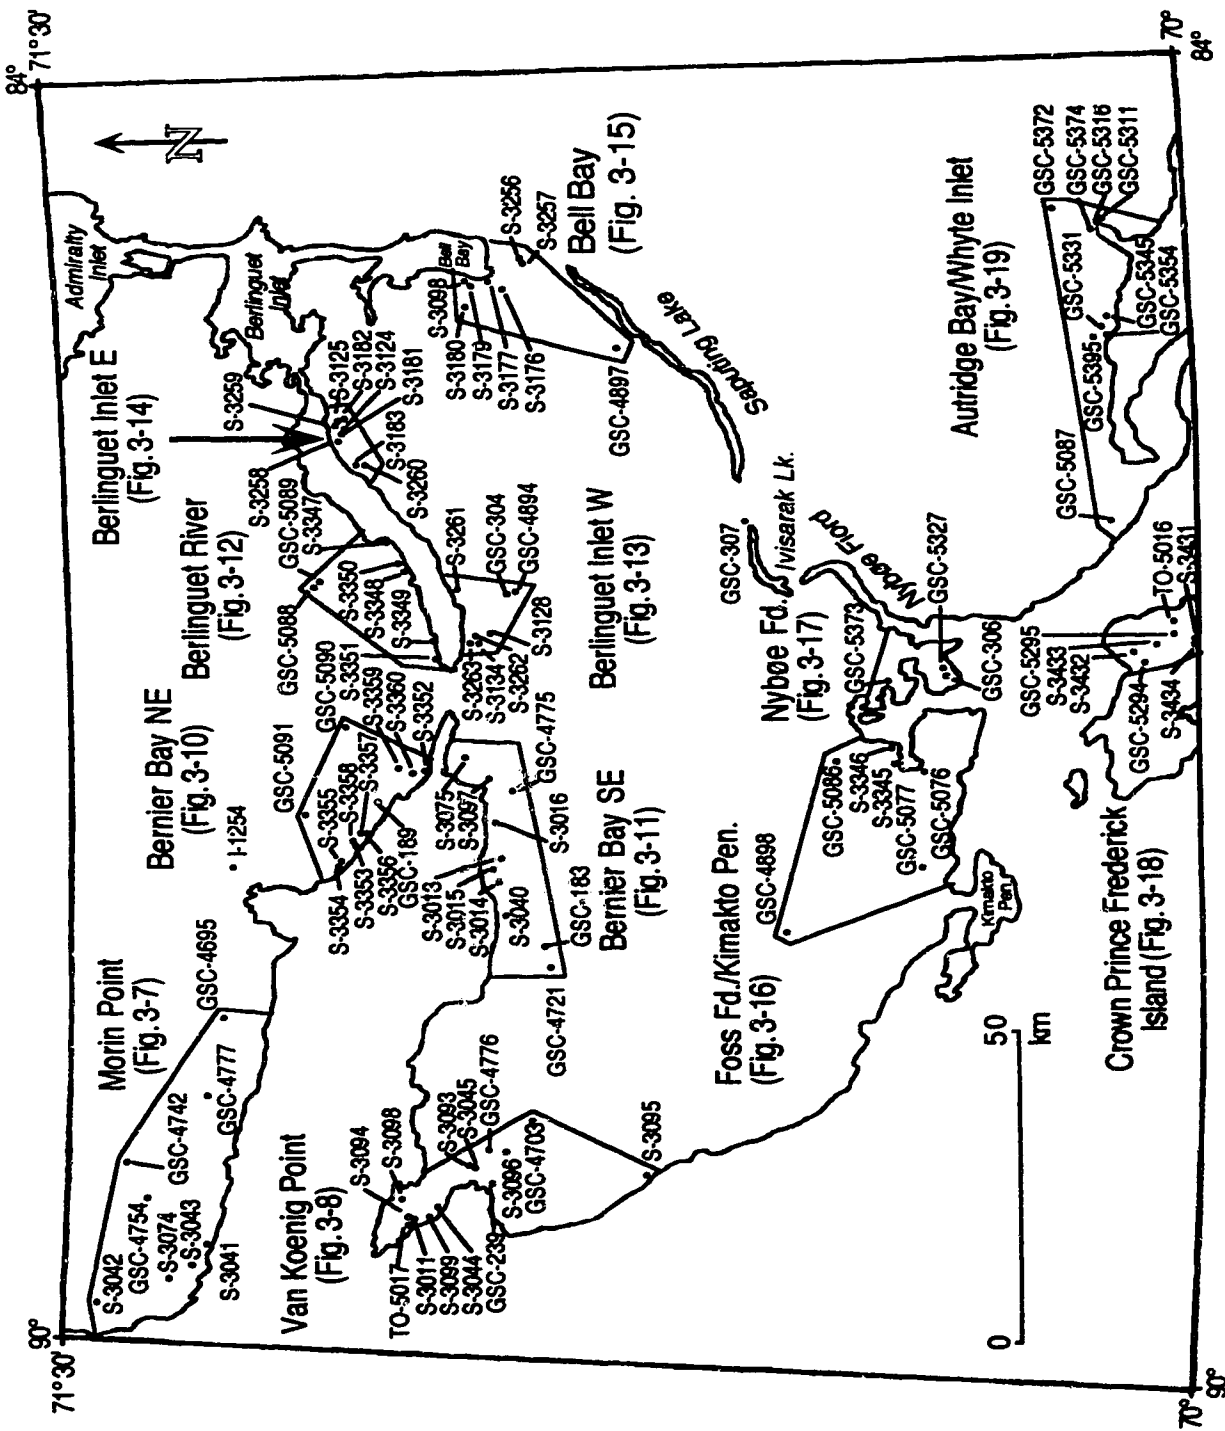 90°
71°30'
84°
71°30'
N
Morin Point
(Fig. 3-7)
S-3042
GSC-4754
S-3074
S-3043
S-3041
GSC-4742
GSC-4777
GSC-4695
Bernier Bay NE
(Fig. 3-10)
I-1254
GSC-5091
GSC-5090
S-3355
S-3358
S-3357
S-3359
S-3360
S-3352
S-3354
S-3353
S-3356
GSC-189
Berlinguet River
(Fig. 3-12)
GSC-5088
GSC-5089
S-3347
S-3350
S-3348
S-3349
S-3351
Berlinguet Inlet E
(Fig. 3-14)
S-3259
S-3258
S-3125
S-3182
S-3124
S-3181
S-3183
S-3260
Admiralty
Inlet
Berlinguet
Inlet
Bell
Bay
S-3098
S-3180
S-3179
S-3177
S-3176
GSC-4897
S-3256
S-3257
Bell Bay
(Fig. 3-15)
Saputing Lake
Van Koenig Point
(Fig. 3-8)
S-3094
S-3098
S-3093
S-3045
GSC-4776
TO-5017
S-3011
S-3099
S-3044
GSC-239
S-3096
GSC-4703
S-3095
S-3075
S-3097
S-3013
S-3015
S-3014
S-3040
GSC-183
S-3016
GSC-4775
GSC-4721
Bernier Bay SE
(Fig. 3-11)
S-3261
GSC-304
GSC-4894
S-3263
S-3134
S-3262
S-3128
Berlinguet Inlet W
(Fig. 3-13)
Foss Fd./Kimakto Pen.
(Fig. 3-16)
GSC-4898
GSC-5086
S-3346
S-3345
GSC-5077
GSC-5076
Kimakto
Pen.
Nybøe Fd.
(Fig. 3-17)
GSC-307
Ivisarak Lk.
Nybøe Fiord
GSC-5373
GSC-5327
GSC-306
Autridge Bay/Whyte Inlet
(Fig. 3-19)
GSC-5087
GSC-5395
GSC-5331
GSC-5345
GSC-5354
GSC-5372
GSC-5374
GSC-5316
GSC-5311
Crown Prince Frederick
Island (Fig. 3-18)
GSC-5295
S-3433
S-3432
GSC-5294
S-3434
TO-5016
S-3431
0
50
km
70°
90°
70°
84°